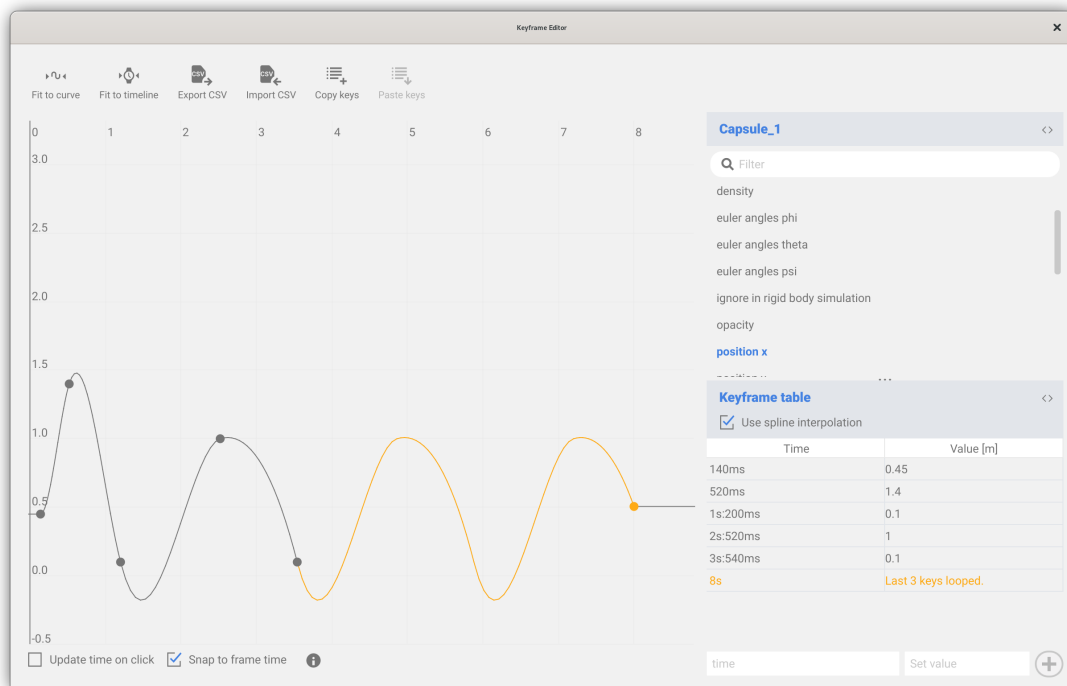 Keyframe Editor
Fit to curve Fit to timeline Export CSV Import CSV Copy keys Paste keys
0 1 2 3 4 5 6 7 8
3.0
2.5
2.0
1.5
1.0
0.5
0.0
-0.5
Update time on click Snap to frame time
Capsule_1
Filter
density
euler angles phi
euler angles theta
euler angles psi
ignore in rigid body simulation
opacity
position x
Keyframe table
Use spline interpolation
Time Value [m]
140ms 0.45
520ms 1.4
1s:200ms 0.1
2s:520ms 1
3s:540ms 0.1
8s Last 3 keys looped.
time Set value